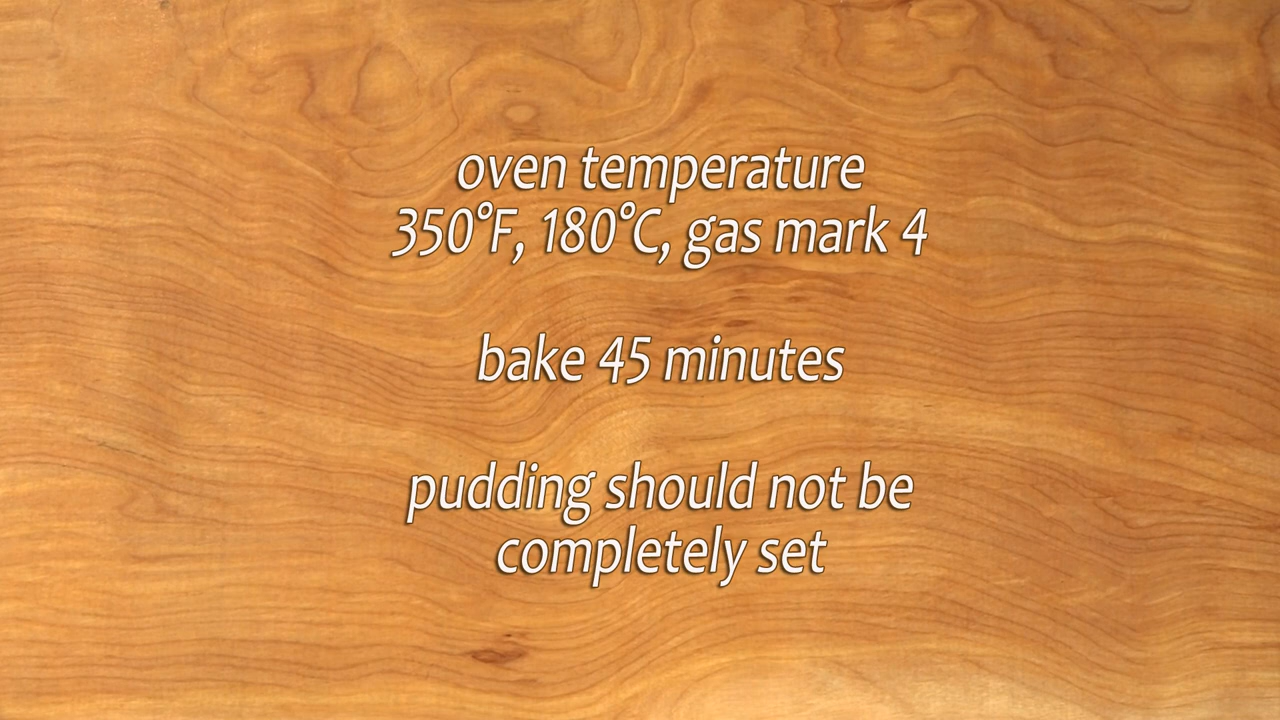 oven temperature
350°F, 180°C, gas mark 4
bake 45 minutes
pudding should not be
completely set